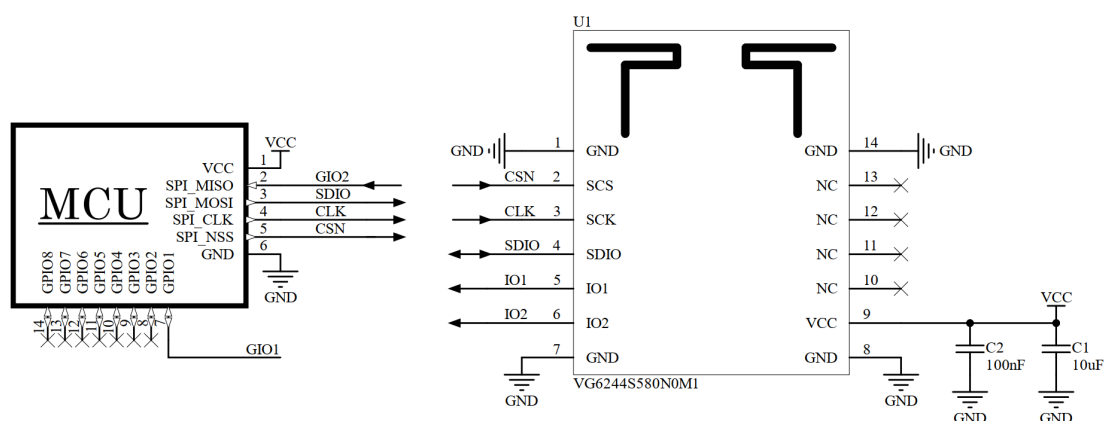 U1
VCC
1
VCC
2
SPI_MISO
GIO2
3
SPI_MOSI
SDIO
4
SPI_CLK
CLK
5
SPI_NSS
CSN
6
GND
GND
MCU
GPIO8
GPIO7
GPIO6
GPIO5
GPIO4
GPIO3
GPIO2
GPIO1
14
13
12
11
10
9
8
7
GIO1
GND
1
GND
CSN
2
SCS
CLK
3
SCK
SDIO
4
SDIO
IO1
5
IO1
IO2
6
IO2
7
GND
GND
GND
14
GND
NC
13
NC
12
NC
11
NC
10
VCC
9
VCC
GND
8
GND
C2
100nF
GND
C1
10uF
GND
VG6244S580N0M1